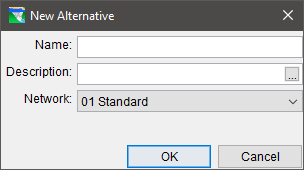 New Alternative
Name:
Description:
...
Network: 01 Standard
OK Cancel